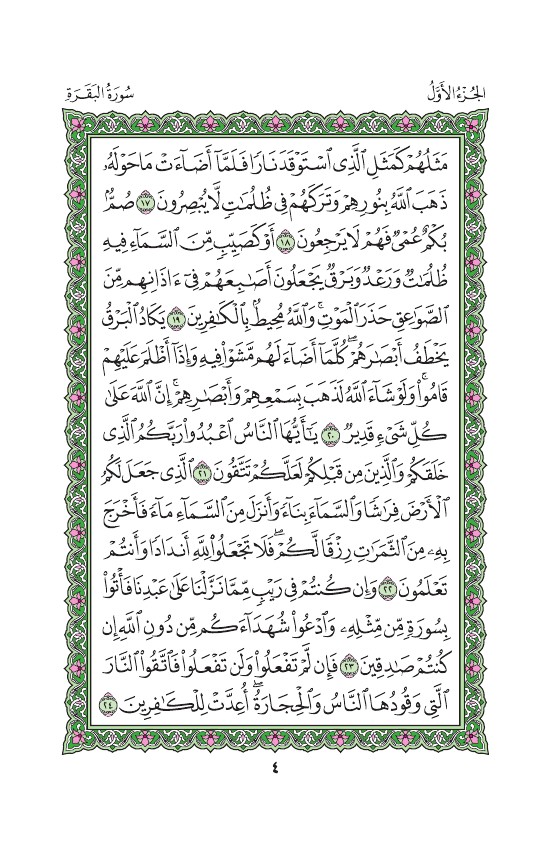 الجُزءُ الأَوَّلُ
سُورَةُ البَقَرَةِ
مَثَلُهُمْ كَمَثَلِ ٱلَّذِى ٱسْتَوْقَدَ نَارًا فَلَمَّآ أَضَآءَتْ مَا حَوْلَهُۥ
ذَهَبَ ٱللَّهُ بِنُورِهِمْ وَتَرَكَهُمْ فِى ظُلُمَٰتٍ لَّا يُبْصِرُونَ ١٧ صُمٌّۢ
بُكْمٌ عُمْىٌ فَهُمْ لَا يَرْجِعُونَ ١٨ أَوْ كَصَيِّبٍ مِّنَ ٱلسَّمَآءِ فِيهِ
ظُلُمَٰتٌ وَرَعْدٌ وَبَرْقٌ يَجْعَلُونَ أَصَٰبِعَهُمْ فِىٓ ءَاذَانِهِم مِّنَ
ٱلصَّوَٰعِقِ حَذَرَ ٱلْمَوْتِ ۚ وَٱللَّهُ مُحِيطٌۢ بِٱلْكَٰفِرِينَ ١٩ يَكَادُ ٱلْبَرْقُ
يَخْطَفُ أَبْصَٰرَهُمْ ۖ كُلَّمَآ أَضَآءَ لَهُم مَّشَوْا۟ فِيهِ وَإِذَآ أَظْلَمَ عَلَيْهِمْ
قَامُوا۟ ۚ وَلَوْ شَآءَ ٱللَّهُ لَذَهَبَ بِسَمْعِهِمْ وَأَبْصَٰرِهِمْ ۚ إِنَّ ٱللَّهَ عَلَىٰ
كُلِّ شَىْءٍ قَدِيرٌ ٢٠ يَٰٓأَيُّهَا ٱلنَّاسُ ٱعْبُدُوا۟ رَبَّكُمُ ٱلَّذِى
خَلَقَكُمْ وَٱلَّذِينَ مِن قَبْلِكُمْ لَعَلَّكُمْ تَتَّقُونَ ٢١ ٱلَّذِى جَعَلَ لَكُمُ
ٱلْأَرْضَ فِرَٰشًا وَٱلسَّمَآءَ بِنَآءً وَأَنزَلَ مِنَ ٱلسَّمَآءِ مَآءً فَأَخْرَجَ
بِهِۦ مِنَ ٱلثَّمَرَٰتِ رِزْقًا لَّكُمْ ۖ فَلَا تَجْعَلُوا۟ لِلَّهِ أَندَادًا وَأَنتُمْ
تَعْلَمُونَ ٢٢ وَإِن كُنتُمْ فِى رَيْبٍ مِّمَّا نَزَّلْنَا عَلَىٰ عَبْدِنَا فَأْتُوا۟
بِسُورَةٍ مِّن مِّثْلِهِۦ وَٱدْعُوا۟ شُهَدَآءَكُم مِّن دُونِ ٱللَّهِ إِن
كُنتُمْ صَٰدِقِينَ ٢٣ فَإِن لَّمْ تَفْعَلُوا۟ وَلَن تَفْعَلُوا۟ فَٱتَّقُوا۟ ٱلنَّارَ
ٱلَّتِى وَقُودُهَا ٱلنَّاسُ وَٱلْحِجَارَةُ ۖ أُعِدَّتْ لِلْكَٰفِرِينَ ٢٤
٤